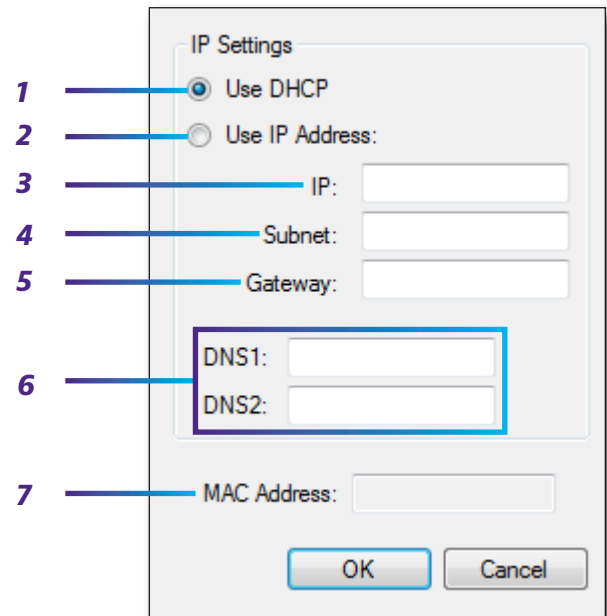 IP Settings
1 Use DHCP
2 Use IP Address:
3 IP:
4 Subnet:
5 Gateway:
DNS1:
6
DNS2:
7 MAC Address:
OK Cancel